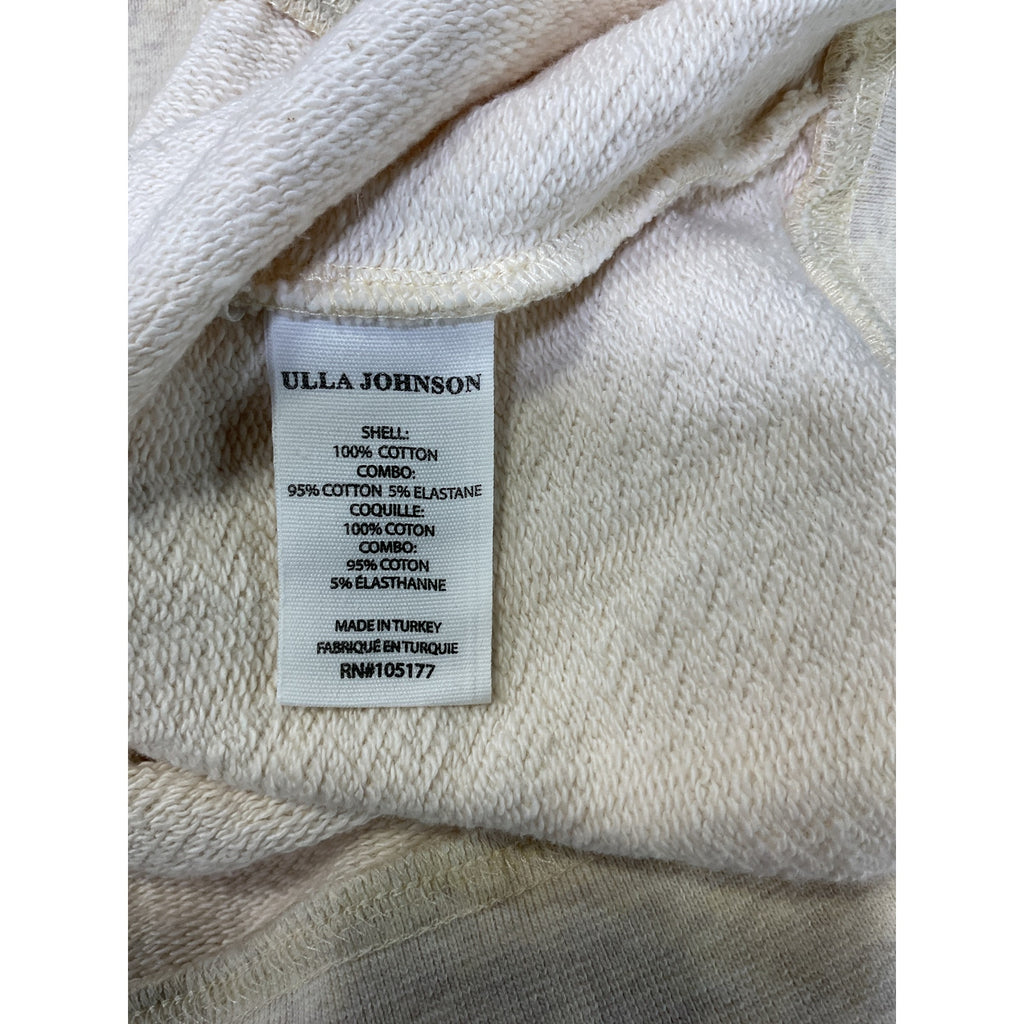 ULLA JOHNSON
SHELL:
100% COTTON
COMBO:
95% COTTON 5% ELASTANE
COQUILLE:
100% COTON
COMBO:
95% COTON
5% ÉLASTHANNE
MADE IN TURKEY
FABRIQUÉ EN TURQUIE
RN#105177